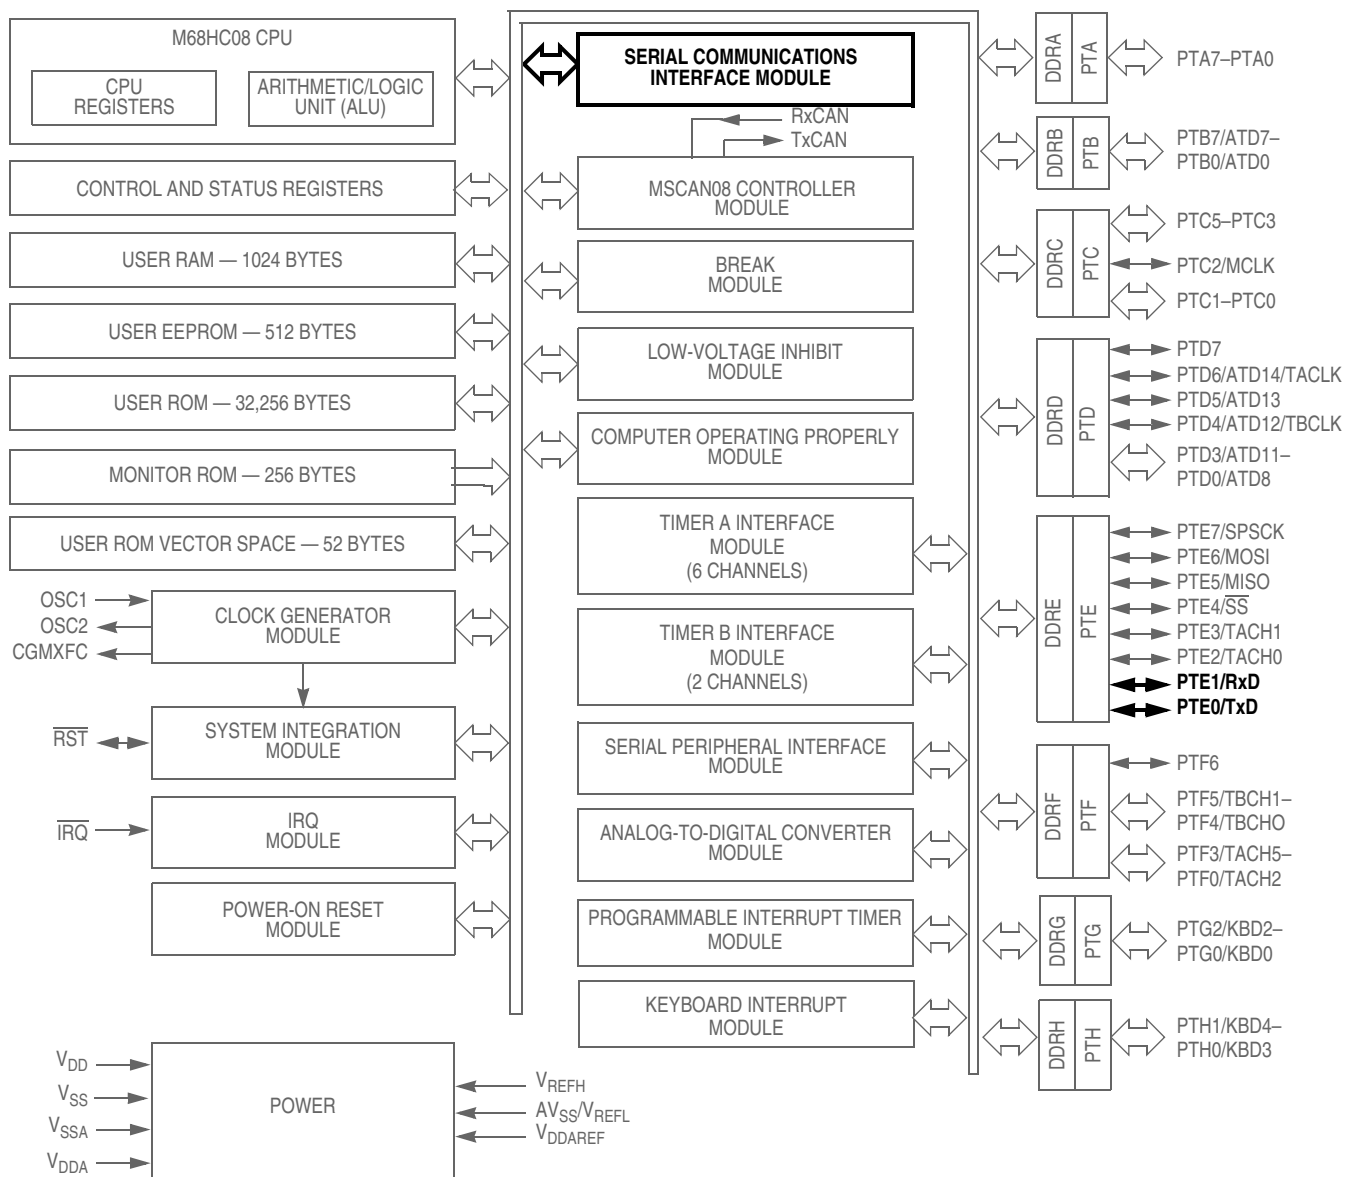 M68HC08 CPU
CPU
REGISTERS
ARITHMETIC/LOGIC
UNIT (ALU)
CONTROL AND STATUS REGISTERS
USER RAM — 1024 BYTES
USER EEPROM — 512 BYTES
USER ROM — 32,256 BYTES
MONITOR ROM — 256 BYTES
USER ROM VECTOR SPACE — 52 BYTES
OSC1
OSC2
CGMXFC
CLOCK GENERATOR
MODULE
RST
SYSTEM INTEGRATION
MODULE
IRQ
IRQ
MODULE
POWER-ON RESET
MODULE
VDD
VSS
VSSA
VDDA
POWER
VREFH
AVSS/VREFL
VDDAREF
SERIAL COMMUNICATIONS
INTERFACE MODULE
RxCAN
TxCAN
MSCAN08 CONTROLLER
MODULE
BREAK
MODULE
LOW-VOLTAGE INHIBIT
MODULE
COMPUTER OPERATING PROPERLY
MODULE
TIMER A INTERFACE
MODULE
(6 CHANNELS)
TIMER B INTERFACE
MODULE
(2 CHANNELS)
SERIAL PERIPHERAL INTERFACE
MODULE
ANALOG-TO-DIGITAL CONVERTER
MODULE
PROGRAMMABLE INTERRUPT TIMER
MODULE
KEYBOARD INTERRUPT
MODULE
DDRA
PTA
PTA7–PTA0
DDRB
PTB
PTB7/ATD7–
PTB0/ATD0
DDRC
PTC
PTC5–PTC3
PTC2/MCLK
PTC1–PTC0
DDRD
PTD
PTD7
PTD6/ATD14/TACLK
PTD5/ATD13
PTD4/ATD12/TBCLK
PTD3/ATD11–
PTD0/ATD8
DDRE
PTE
PTE7/SPSCK
PTE6/MOSI
PTE5/MISO
PTE4/SS
PTE3/TACH1
PTE2/TACH0
PTE1/RxD
PTE0/TxD
DDRF
PTF
PTF6
PTF5/TBCH1–
PTF4/TBCHO
PTF3/TACH5–
PTF0/TACH2
DDRG
PTG
PTG2/KBD2–
PTG0/KBD0
DDRH
PTH
PTH1/KBD4–
PTH0/KBD3